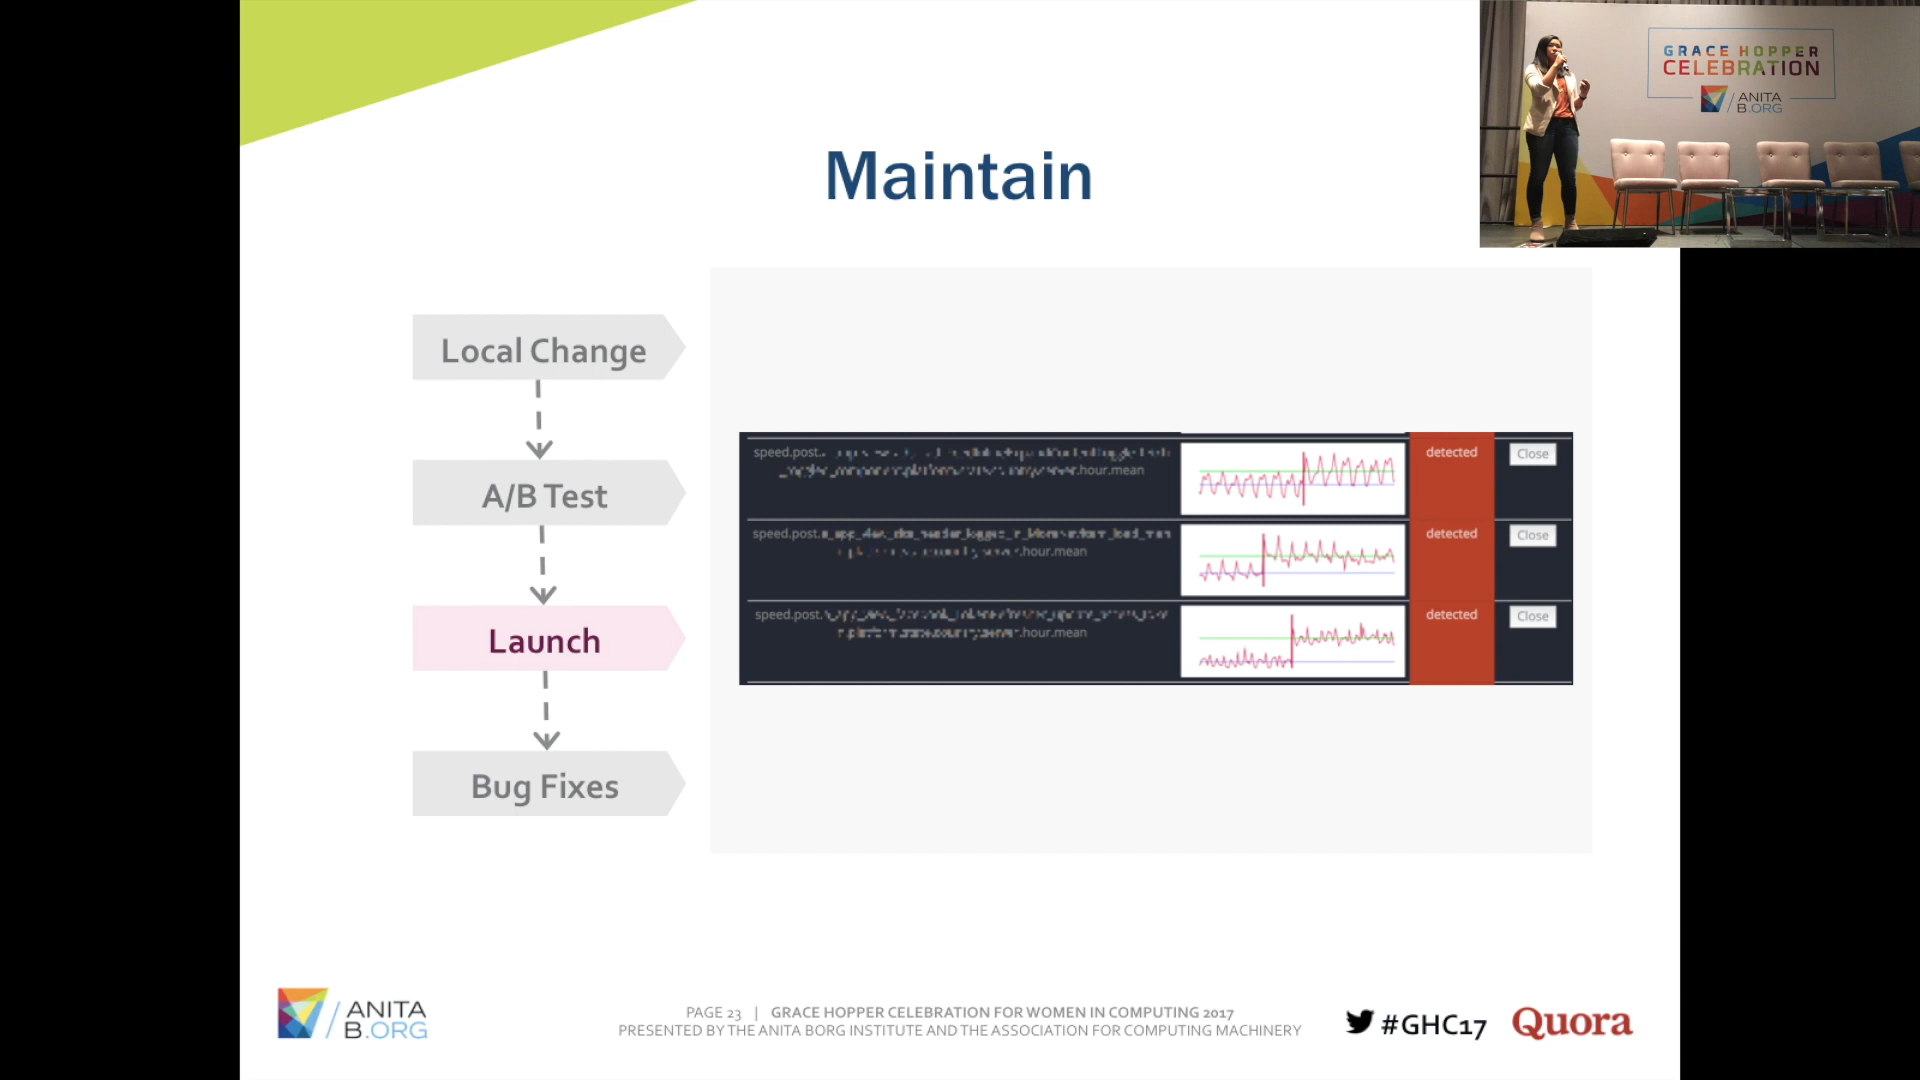 Maintain
GRACE HOPPER
CELEBRATION
ANITA
B.ORG
Local Change
A/B Test
Launch
Bug Fixes
speed.post.
.hour.mean
detected
Close
speed.post.
.hour.mean
detected
Close
speed.post.
.hour.mean
detected
Close
ANITA
B.ORG
PAGE 23 | GRACE HOPPER CELEBRATION FOR WOMEN IN COMPUTING 2017
PRESENTED BY THE ANITA BORG INSTITUTE AND THE ASSOCIATION FOR COMPUTING MACHINERY
#GHC17
Quora